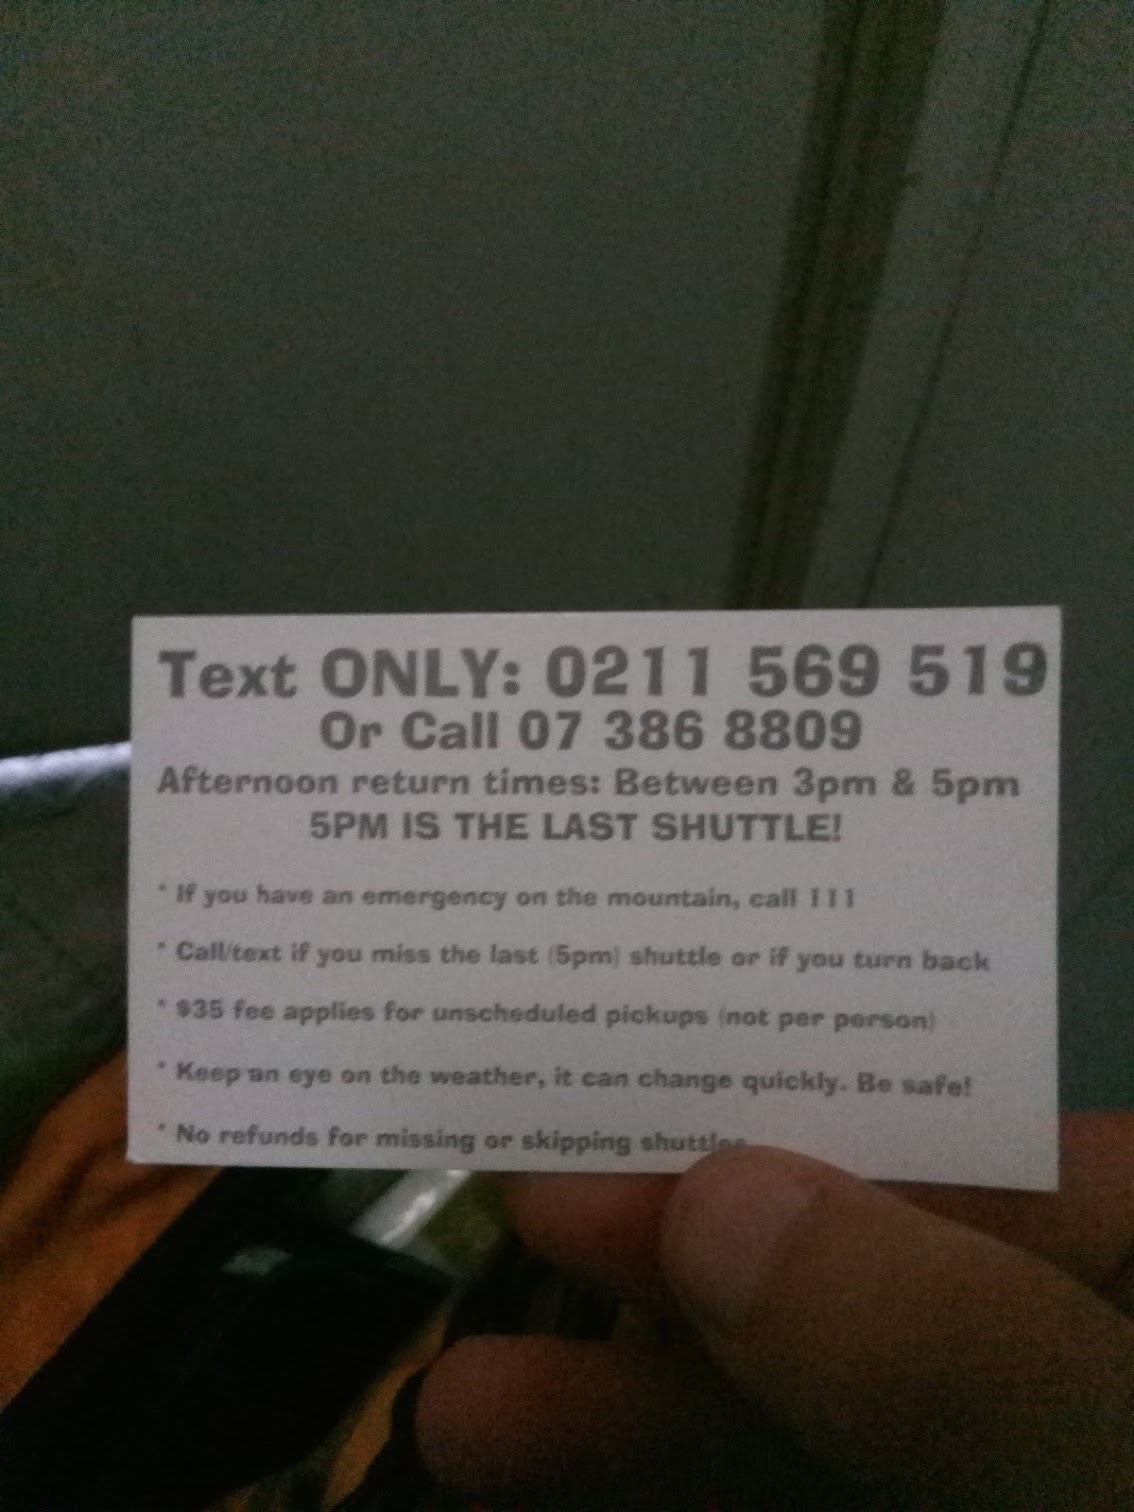 Text ONLY: 0211 569 519
Or Call 07 386 8809
Afternoon return times: Between 3pm & 5pm
5PM IS THE LAST SHUTTLE!
* If you have an emergency on the mountain, call 111
* Call/text if you miss the last (5pm) shuttle or if you turn back
* $35 fee applies for unscheduled pickups (not per person)
* Keep an eye on the weather, it can change quickly. Be safe!
* No refunds for missing or skipping shuttles